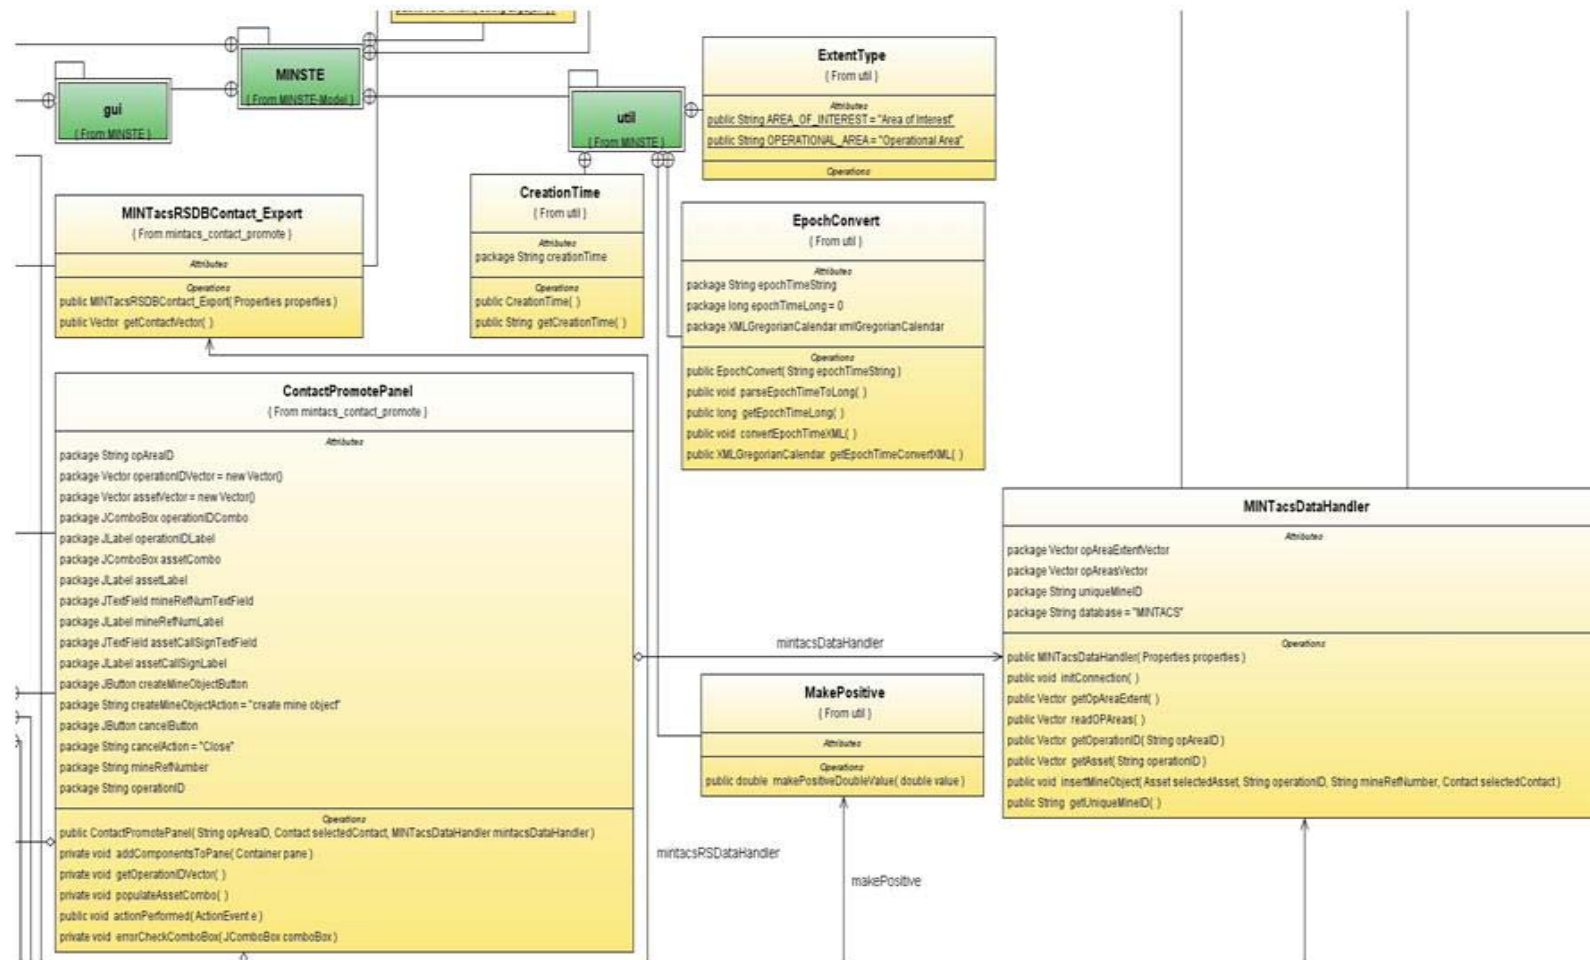 MINSTE
{ From MINSTE-Model }
gui
{ From MINSTE }
util
{ From MINSTE }
ExtentType
{ From util }
Attributes
public String AREA_OF_INTEREST = "Area of Interest"
public String OPERATIONAL_AREA = "Operational Area"
Operations
CreationTime
{ From util }
Attributes
package String creationTime
Operations
public CreationTime( )
public String getCreationTime( )
MINTacsRSDBContact_Export
{ From mintacs_contact_promote }
Attributes
Operations
public MINTacsRSDBContact_Export( Properties properties )
public Vector getContactVector( )
EpochConvert
{ From util }
Attributes
package String epochTimeString
package long epochTimeLong = 0
package XMLGregorianCalendar xmlGregorianCalendar
Operations
public EpochConvert( String epochTimeString )
public void parseEpochTimeToLong( )
public long getEpochTimeLong( )
public void convertEpochTimeXML( )
public XMLGregorianCalendar getEpochTimeConvertXML( )
ContactPromotePanel
{ From mintacs_contact_promote }
Attributes
package String opAreaID
package Vector operationIDVector = new Vector()
package Vector assetVector = new Vector()
package JComboBox operationIDCombo
package JLabel operationIDLabel
package JComboBox assetCombo
package JLabel assetLabel
package JTextField mineRefNumTextField
package JLabel mineRefNumLabel
package JTextField assetCallSignTextField
package JLabel assetCallSignLabel
package JButton createMineObjectButton
package String createMineObjectAction = "create mine object"
package JButton cancelButton
package String cancelAction = "Close"
package String mineRefNumber
package String operationID
Operations
public ContactPromotePanel( String opAreaID, Contact selectedContact, MINTacsDataHandler mintacsDataHandler )
private void addComponentsToPane( Container pane )
private void getOperationIDVector( )
private void populateAssetCombo( )
public void actionPerformed( ActionEvent e )
private void errorCheckComboBox( JComboBox comboBox )
MINTacsDataHandler
Attributes
package Vector opAreaExtentVector
package Vector opAreasVector
package String uniqueMineID
package String database = "MINTACS"
Operations
public MINTacsDataHandler( Properties properties )
public void initConnection( )
public Vector getOpAreaExtent( )
public Vector readOPAreas( )
public Vector getOperationID( String opAreaID )
public Vector getAsset( String operationID )
public void insertMineObject( Asset selectedAsset, String operationID, String mineRefNumber, Contact selectedContact )
public String getUniqueMineID( )
mintacsDataHandler
MakePositive
{ From util }
Attributes
Operations
public double makePositiveDoubleValue( double value )
mintacsRSDataHandler
makePositive